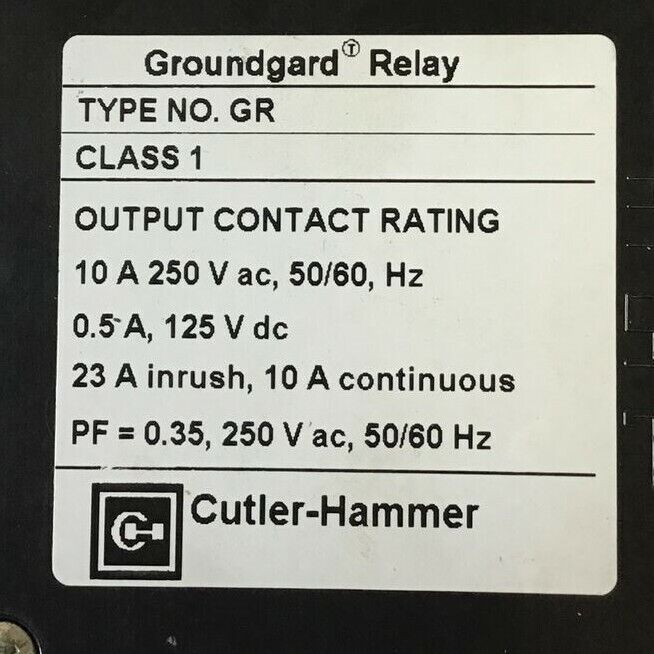 Groundgard Ⓣ Relay
TYPE NO. GR
CLASS 1
OUTPUT CONTACT RATING
10 A 250 V ac, 50/60, Hz
0.5 A, 125 V dc
23 A inrush, 10 A continuous
PF = 0.35, 250 V ac, 50/60 Hz
Cutler-Hammer